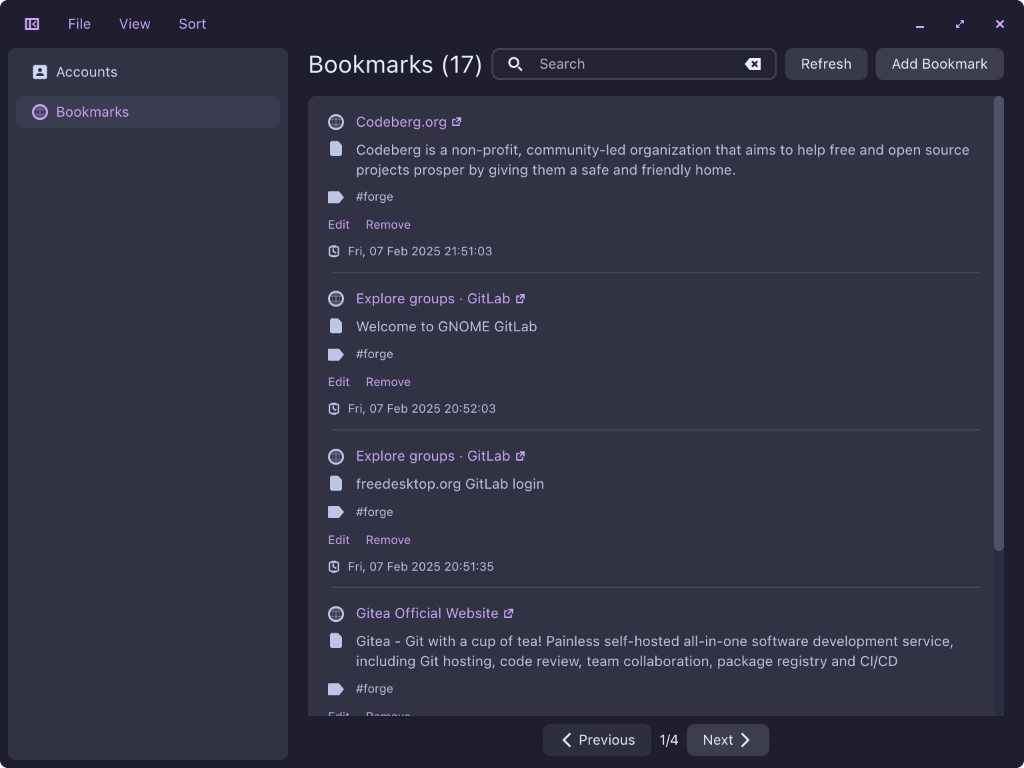 File View Sort
Accounts
Bookmarks
Bookmarks (17)
Search
Refresh
Add Bookmark
Codeberg.org
Codeberg is a non-profit, community-led organization that aims to help free and open source
projects prosper by giving them a safe and friendly home.
#forge
Edit Remove
Fri, 07 Feb 2025 21:51:03
Explore groups · GitLab
Welcome to GNOME GitLab
#forge
Edit Remove
Fri, 07 Feb 2025 20:52:03
Explore groups · GitLab
freedesktop.org GitLab login
#forge
Edit Remove
Fri, 07 Feb 2025 20:51:35
Gitea Official Website
Gitea - Git with a cup of tea! Painless self-hosted all-in-one software development service,
including Git hosting, code review, team collaboration, package registry and CI/CD
#forge
Edit Remove
Previous 1/4 Next